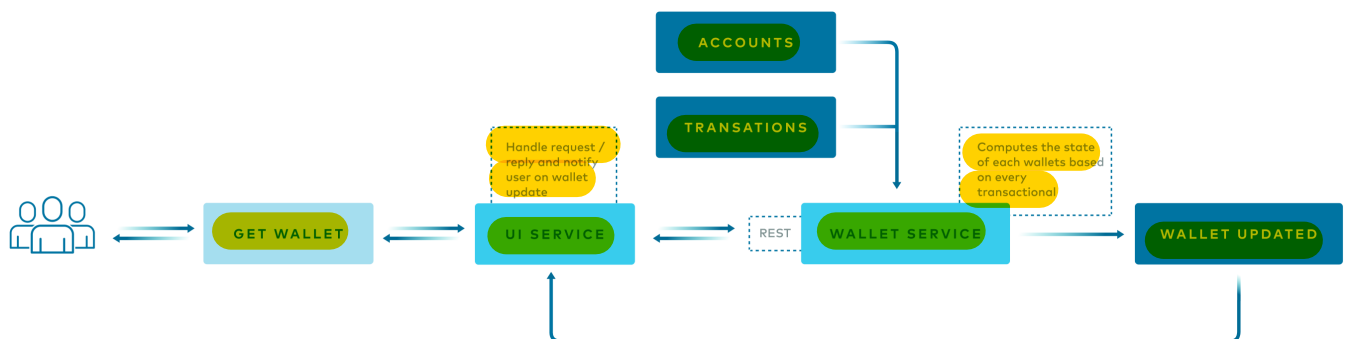 ACCOUNTS
TRANSATIONS
Handle request /
reply and notify
user on wallet
update
Computes the state
of each wallets based
on every
transactional
GET WALLET
UI SERVICE
REST
WALLET SERVICE
WALLET UPDATED